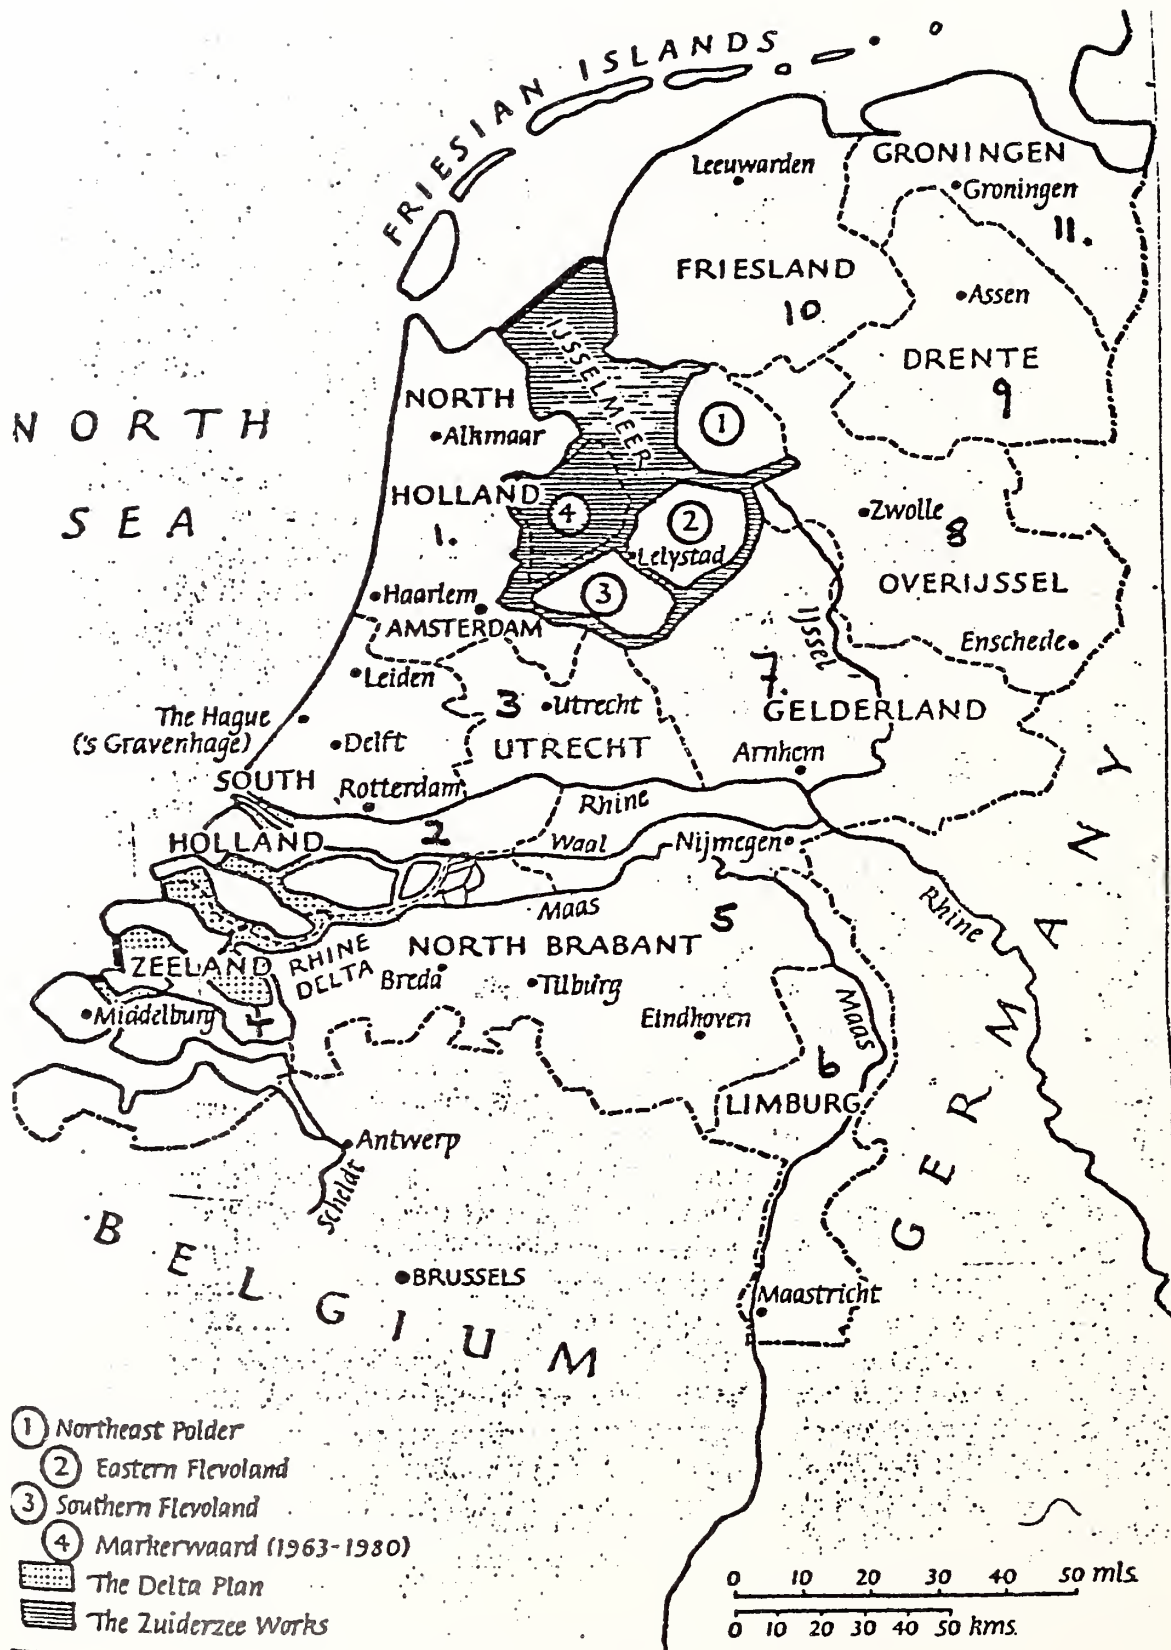 FRIESIAN ISLANDS
Leeuwarden
GRONINGEN
Groningen
11.
FRIESLAND
10
Assen
DRENTE
9
NORTH
SEA
IJSSELMEER
NORTH
Alkmaar
HOLLAND
1.
1
2
4
Lelystad
3
Zwolle
8
OVERIJSSEL
Enschede
IJssel
Haarlem
AMSTERDAM
Leiden
3
Utrecht
UTRECHT
7.
GELDERLAND
The Hague
('s Gravenhage)
Delft
Arnhem
SOUTH
Rotterdam
Rhine
HOLLAND
2
Waal
Nijmegen
Maas
5
Rhine
NORTH BRABANT
ZEELAND
RHINE
DELTA
Breda
Tilburg
Middelburg
4
Eindhoven
Maas
6
LIMBURG
GERMANY
Antwerp
Scheldt
BELGIUM
BRUSSELS
Maastricht
1 Northeast Polder
2 Eastern Flevoland
3 Southern Flevoland
4 Markerwaard (1963-1980)
The Delta Plan
The Zuiderzee Works
0 10 20 30 40 50 mls.
0 10 20 30 40 50 kms.